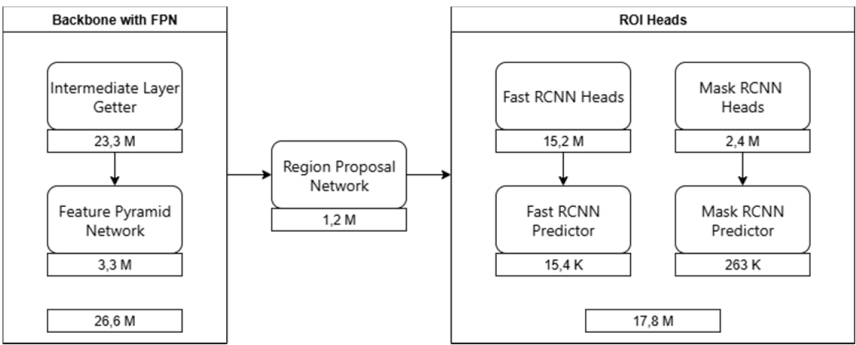 Backbone with FPN
Intermediate Layer
Getter
23,3 M
Feature Pyramid
Network
3,3 M
26,6 M
Region Proposal
Network
1,2 M
ROI Heads
Fast RCNN Heads
15,2 M
Fast RCNN
Predictor
15,4 K
Mask RCNN
Heads
2,4 M
Mask RCNN
Predictor
263 K
17,8 M